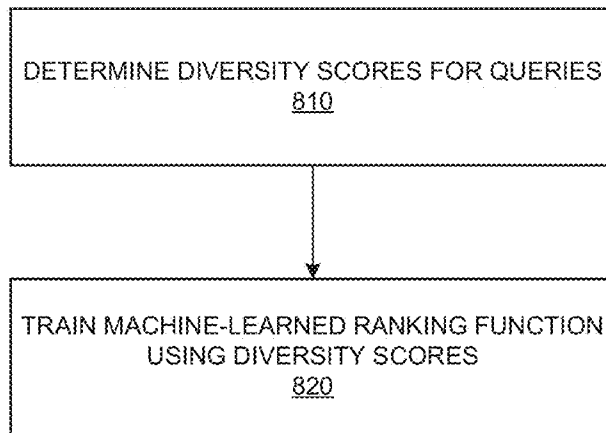 DETERMINE DIVERSITY SCORES FOR QUERIES
810
TRAIN MACHINE-LEARNED RANKING FUNCTION
USING DIVERSITY SCORES
820